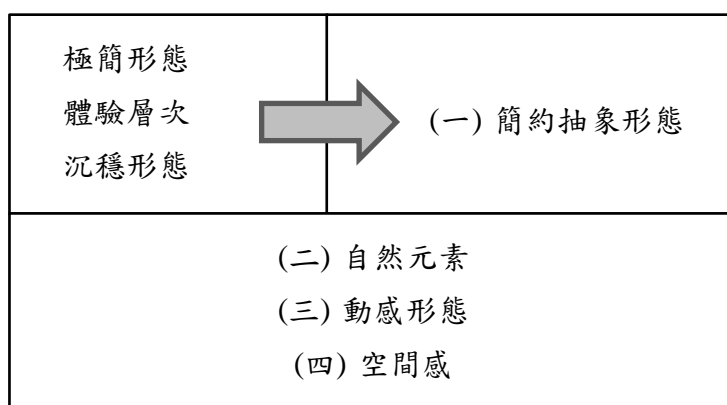 極簡形態
體驗層次
沉穩形態
(一) 簡約抽象形態
(二) 自然元素
(三) 動感形態
(四) 空間感